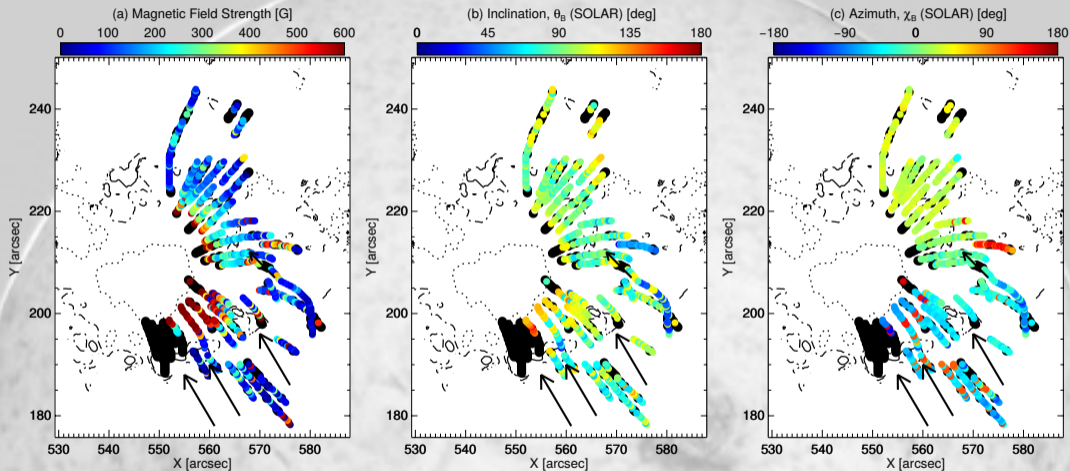 (a) Magnetic Field Strength [G]
0 100 200 300 400 500 600
240
220
200
180
Y [arcsec]
530 540 550 560 570 580
X [arcsec]
(b) Inclination, θB (SOLAR) [deg]
0 45 90 135 180
240
220
200
180
Y [arcsec]
530 540 550 560 570 580
X [arcsec]
(c) Azimuth, χB (SOLAR) [deg]
−180 −90 0 90 180
240
220
200
180
Y [arcsec]
530 540 550 560 570 580
X [arcsec]